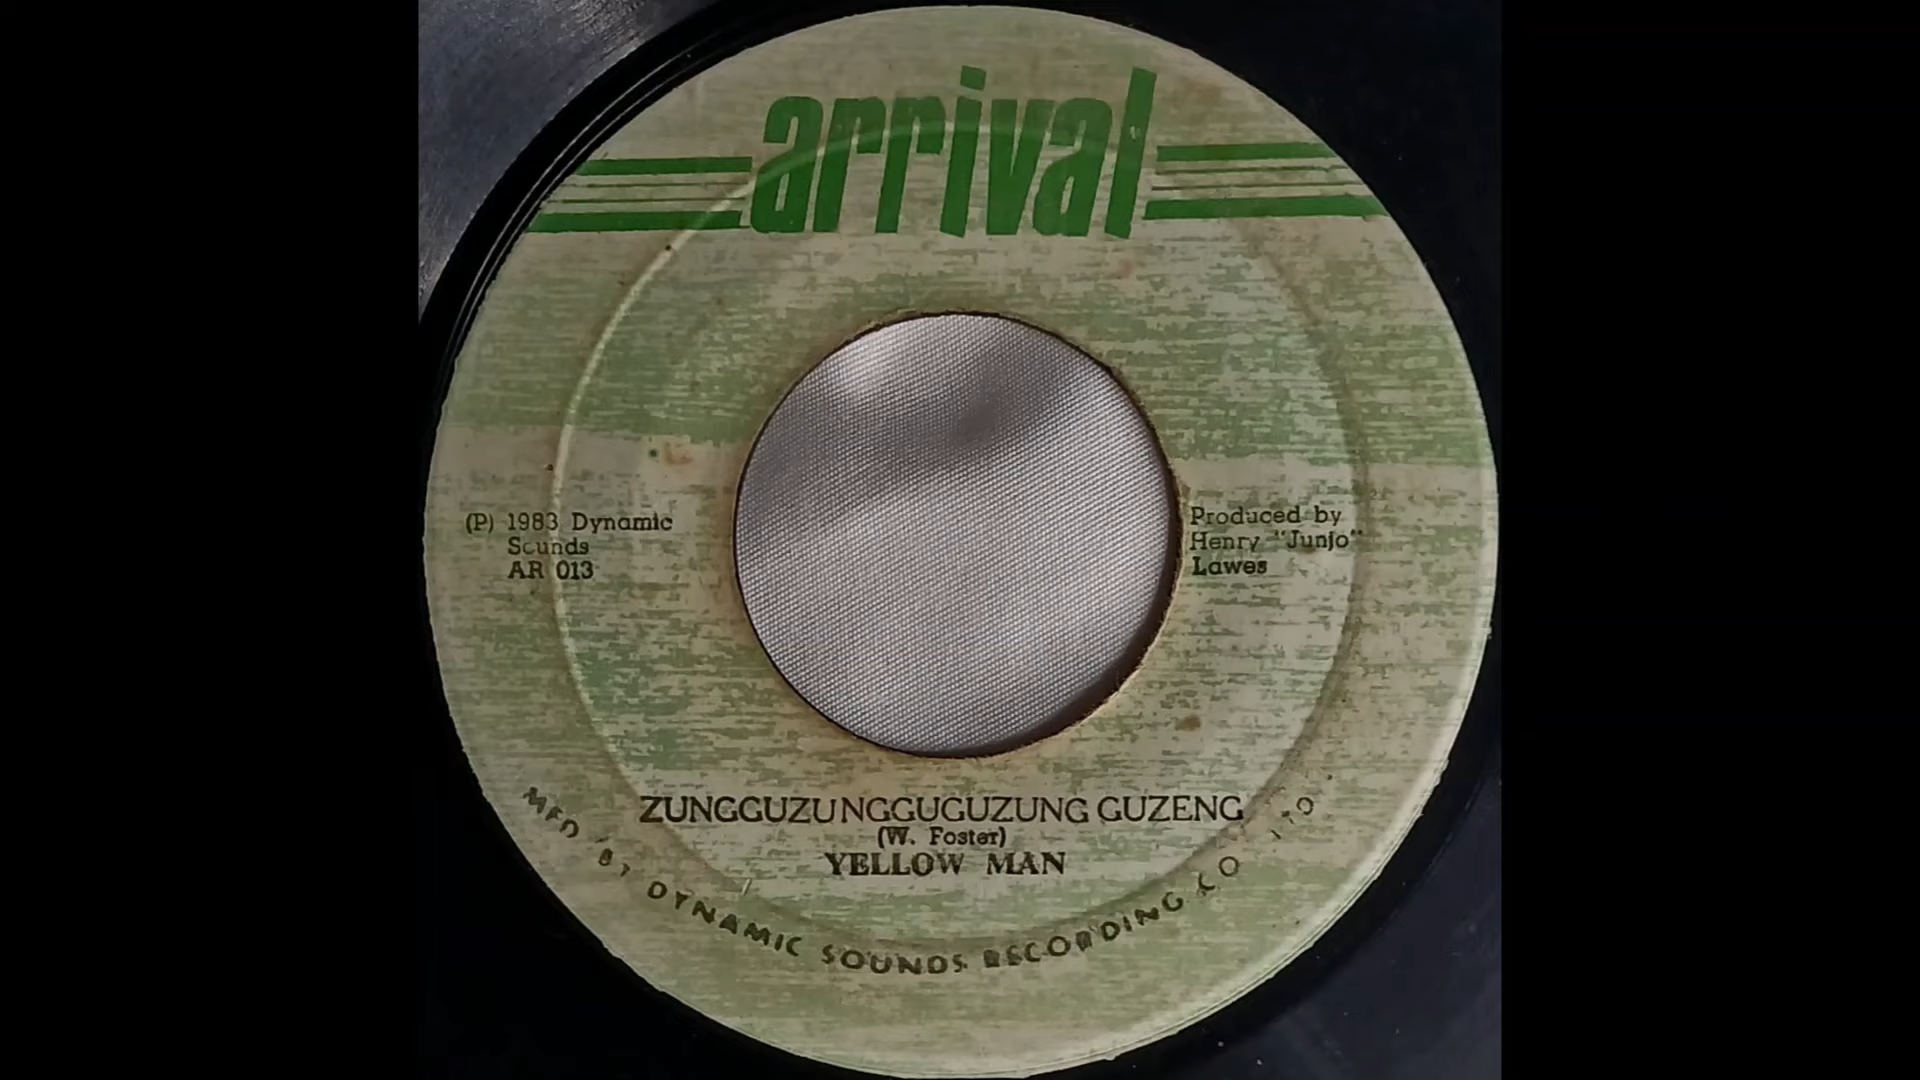 arrival
(P) 1983 Dynamic
Sounds
AR 013
Produced by
Henry "Junjo"
Lawes
ZUNGGUZUNGGUGUZUNG GUZENG
(W. Foster)
YELLOW MAN
MFD BY DYNAMIC SOUNDS RECORDING CO LTD